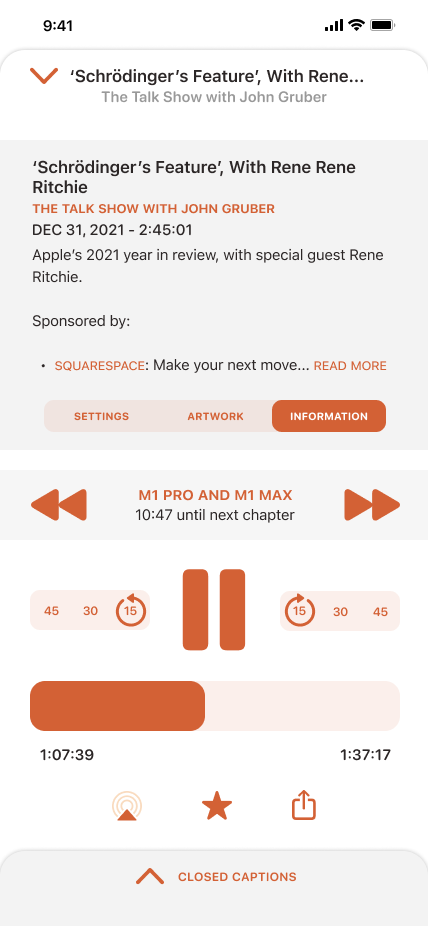 9:41
‘Schrödinger’s Feature’, With Rene...
The Talk Show with John Gruber
‘Schrödinger’s Feature’, With Rene Rene
Ritchie
THE TALK SHOW WITH JOHN GRUBER
DEC 31, 2021 - 2:45:01
Apple’s 2021 year in review, with special guest Rene
Ritchie.
Sponsored by:
• SQUARESPACE: Make your next move... READ MORE
SETTINGS ARTWORK INFORMATION
M1 PRO AND M1 MAX
10:47 until next chapter
45 30 15 15 30 45
1:07:39 1:37:17
CLOSED CAPTIONS